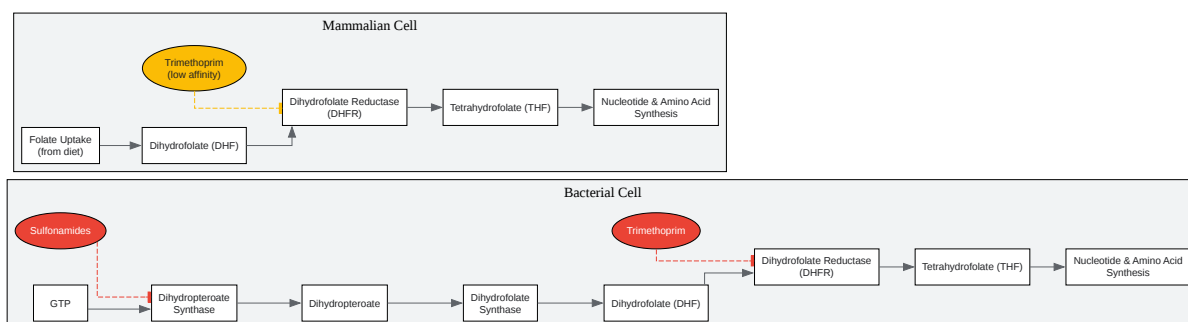 Mammalian Cell
Trimethoprim
(low affinity)
Dihydrofolate Reductase
(DHFR)
Tetrahydrofolate (THF)
Nucleotide & Amino Acid
Synthesis
Folate Uptake
(from diet)
Dihydrofolate (DHF)
Bacterial Cell
Sulfonamides
Trimethoprim
Dihydrofolate Reductase
(DHFR)
Tetrahydrofolate (THF)
Nucleotide & Amino Acid
Synthesis
GTP
Dihydropteroate
Synthase
Dihydropteroate
Dihydrofolate
Synthase
Dihydrofolate (DHF)